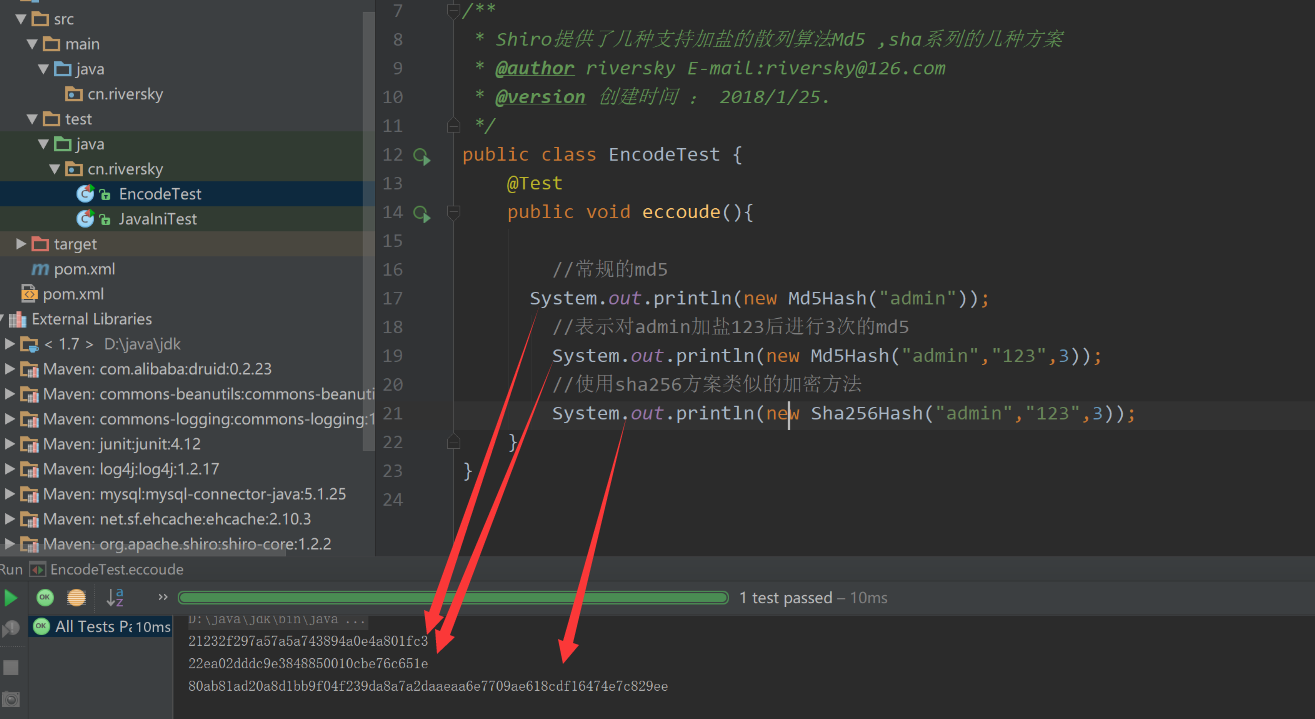 src
main
java
cn.riversky
test
java
cn.riversky
EncodeTest
JavaIniTest
target
pom.xml
pom.xml
External Libraries
< 1.7 > D:\java\jdk
Maven: com.alibaba:druid:0.2.23
Maven: commons-beanutils:commons-beanuti
Maven: commons-logging:commons-logging:1
Maven: junit:junit:4.12
Maven: log4j:log4j:1.2.17
Maven: mysql:mysql-connector-java:5.1.25
Maven: net.sf.ehcache:ehcache:2.10.3
Maven: org.apache.shiro:shiro-core:1.2.2
7 /**
8 * Shiro提供了几种支持加盐的散列算法Md5 ,sha系列的几种方案
9 * @author riversky E-mail:riversky@126.com
10 * @version 创建时间 : 2018/1/25.
11 */
12 public class EncodeTest {
13 @Test
14 public void eccoude(){
15
16 //常规的md5
17 System.out.println(new Md5Hash("admin"));
18 //表示对admin加盐123后进行3次的md5
19 System.out.println(new Md5Hash("admin","123",3));
20 //使用sha256方案类似的加密方法
21 System.out.println(new Sha256Hash("admin","123",3));
22 }
23 }
24
Run EncodeTest.eccoude
OK a z » 1 test passed – 10ms
OK All Tests Pa 10ms
D:\java\jdk\bin\java ...
21232f297a57a5a743894a0e4a801fc3
22ea02dddc9e3848850010cbe76c651e
80ab81ad20a8d1bb9f04f239da8a7a2daaeaa6e7709ae618cdf16474e7c829ee